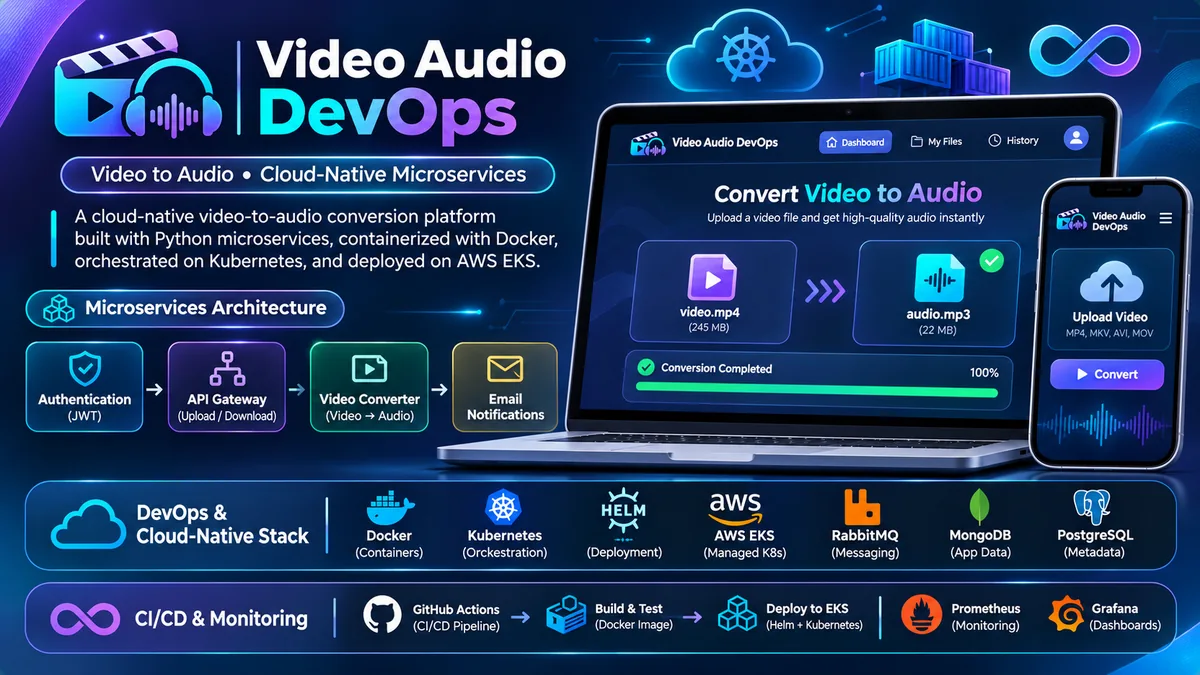 Video Audio
DevOps
Video to Audio • Cloud-Native Microservices
A cloud-native video-to-audio conversion platform
built with Python microservices, containerized with Docker,
orchestrated on Kubernetes, and deployed on AWS EKS.
Microservices Architecture
Authentication
(JWT)
API Gateway
(Upload / Download)
Video Converter
(Video → Audio)
Email
Notifications
Video Audio DevOps
Dashboard
My Files
History
Convert Video to Audio
Upload a video file and get high-quality audio instantly
video.mp4
(245 MB)
audio.mp3
(22 MB)
Conversion Completed
100%
Video Audio
DevOps
Upload Video
MP4, MKV, AVI, MOV
Convert
DevOps &
Cloud-Native Stack
Docker
(Containers)
Kubernetes
(Orckestration)
HELM
(Deployment)
aws
AWS EKS
(Managed K8s)
RabbitMQ
(Messaging)
MongoDB
(App Data)
PostgreSQL
(Metadata)
CI/CD & Monitoring
GitHub Actions
(CI/CD Pipeline)
Build & Test
(Docker Image)
Deploy to EKS
(Helm + Kubernetes)
Prometheus
(Monitoring)
Grafana
(Dashboards)